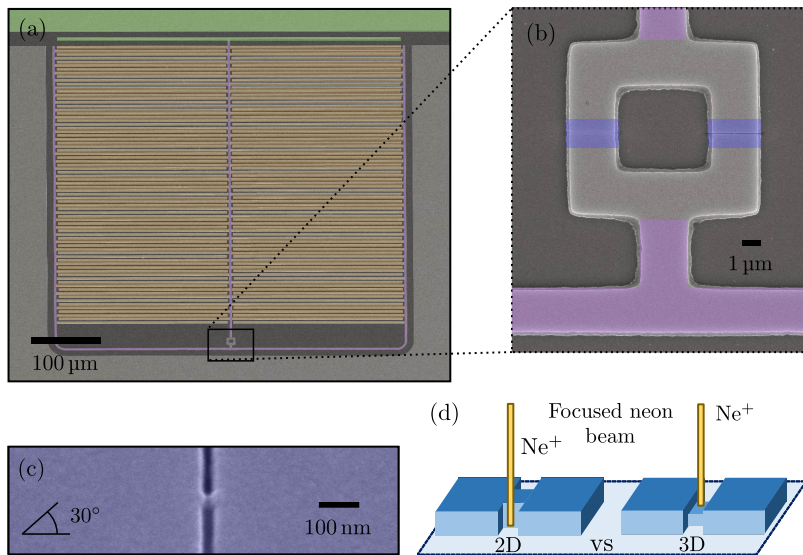 (a)
100 µm
(b)
1 µm
(c)
30°
100 nm
(d)
Focused neon
beam
Ne⁺
Ne⁺
2D
vs
3D